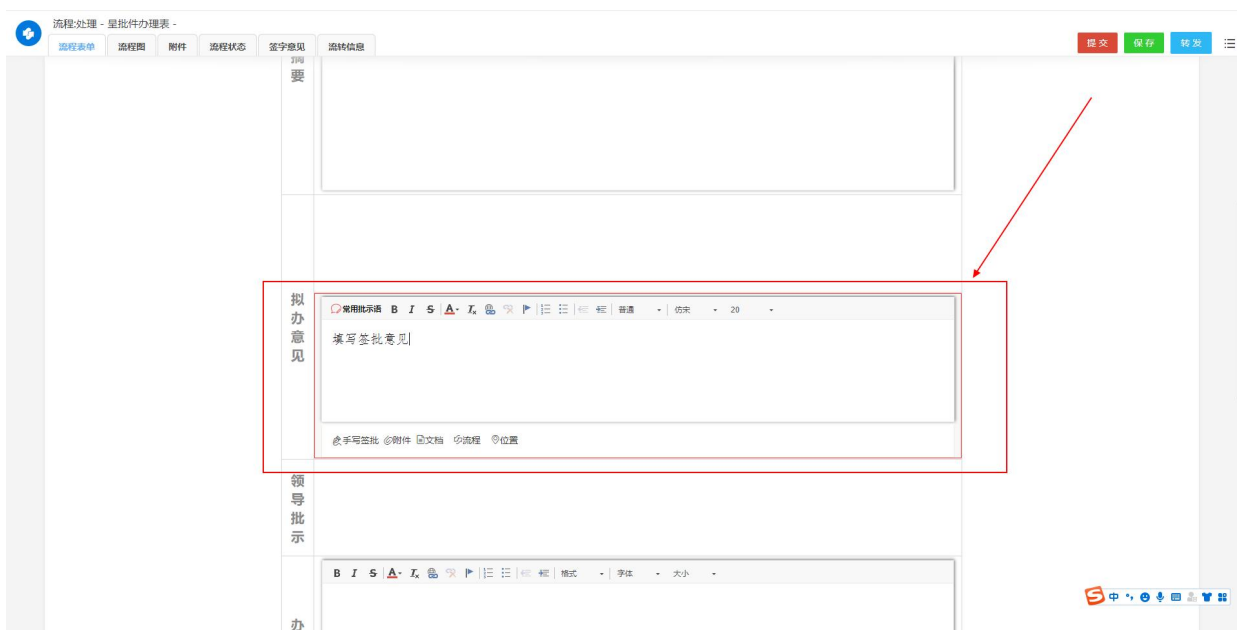 流程:处理 - 呈批件办理表 -
流程表单 流程图 附件 流程状态 签字意见 流转信息
提交 保存 转发
摘要
拟办意见
常用批示语 B I S A Tx 普通 仿宋 20
填写签批意见
手写签批 附件 文档 流程 位置
领导批示
B I S A Tx 格式 字体 大小
办
中